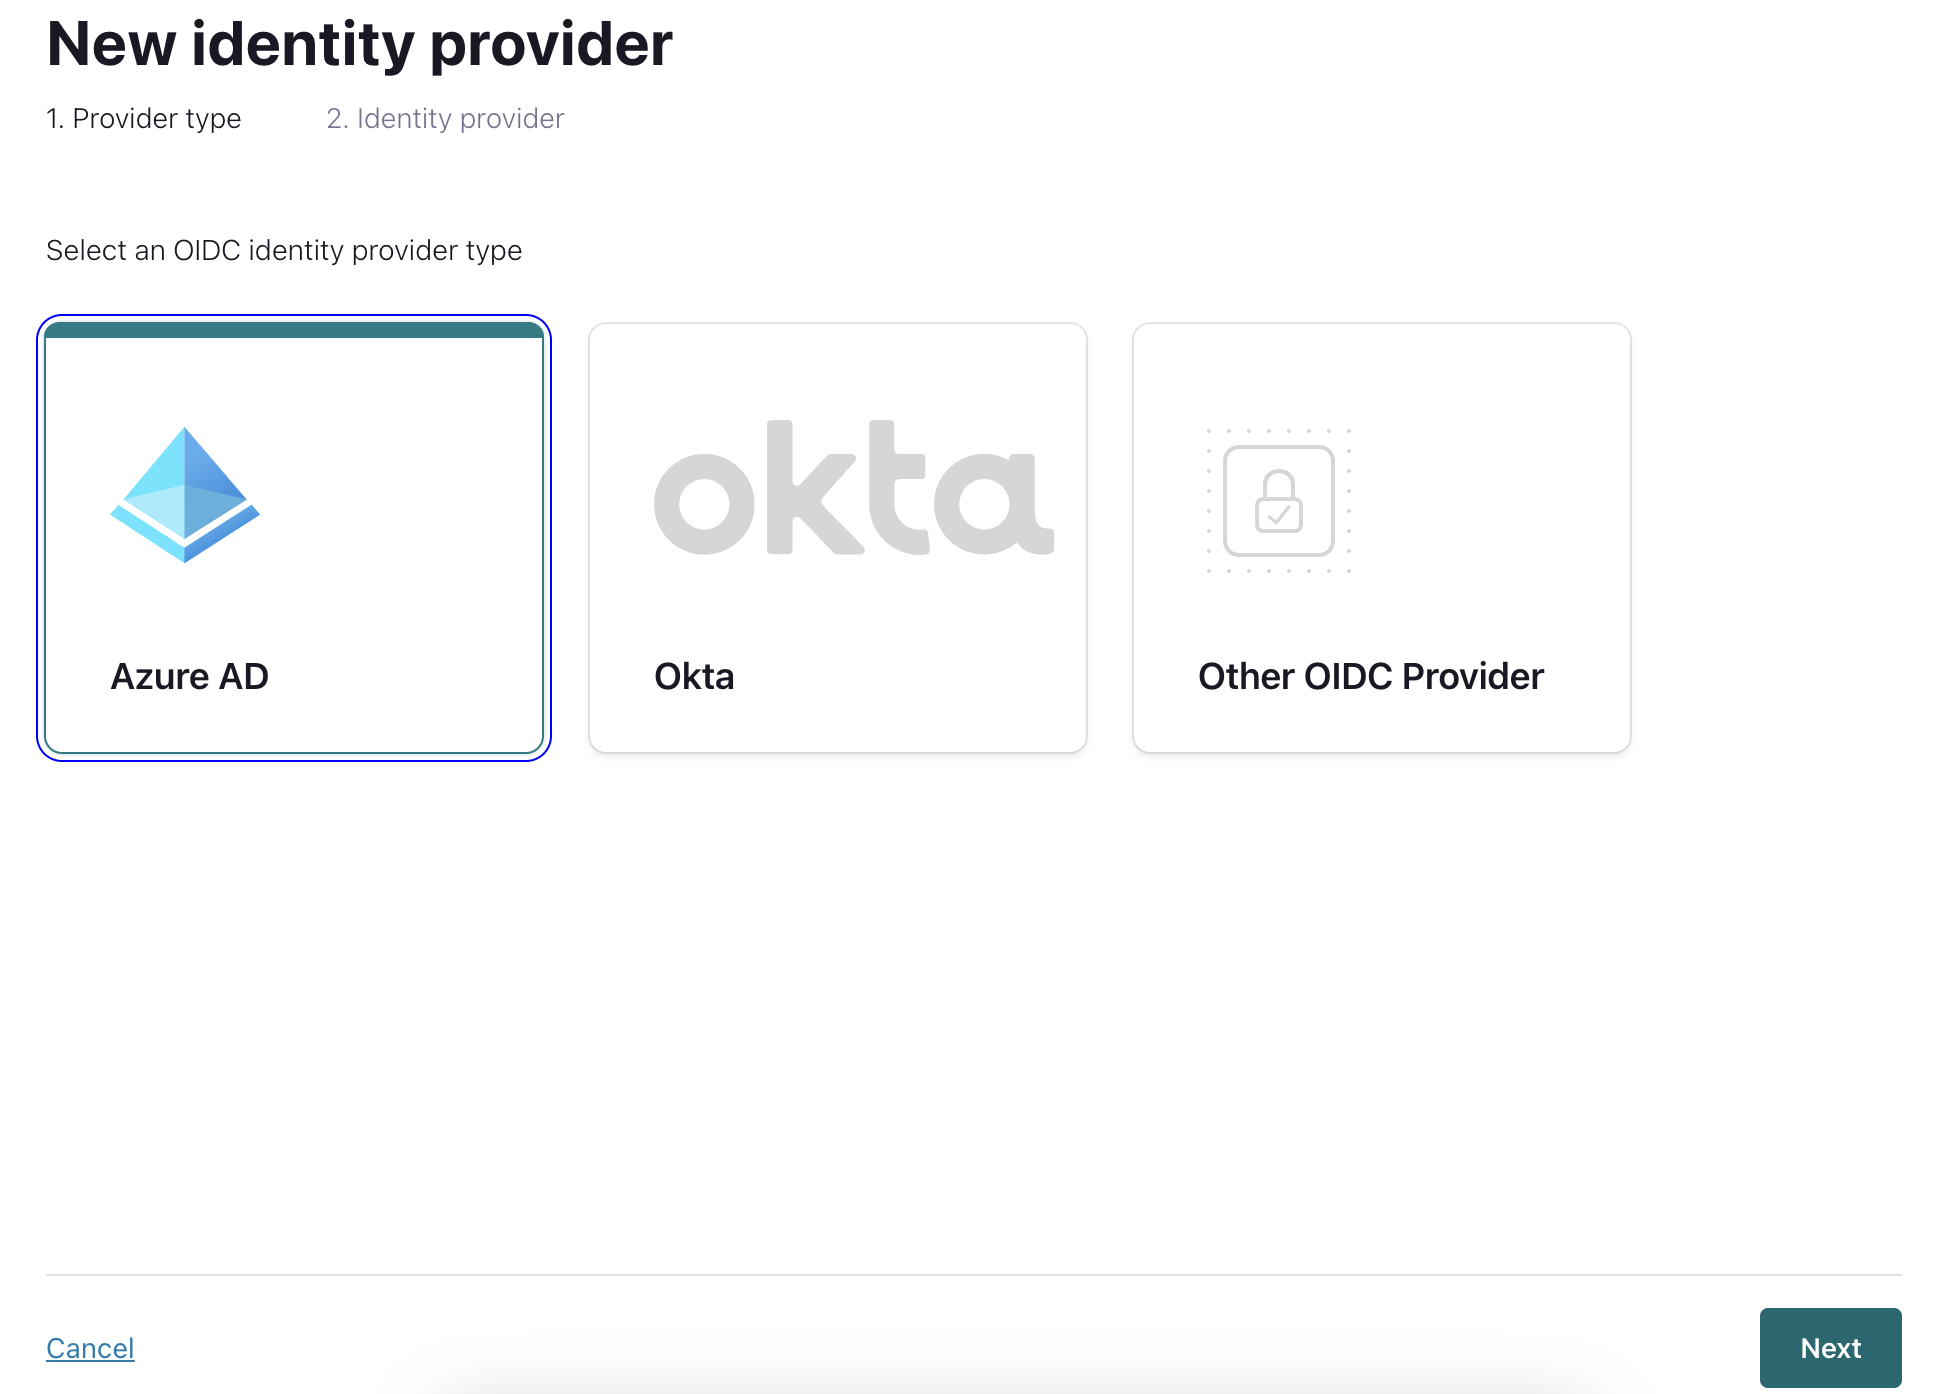 New identity provider
1. Provider type
2. Identity provider
Select an OIDC identity provider type
okta
Azure AD
Okta
Other OIDC Provider
Cancel
Next